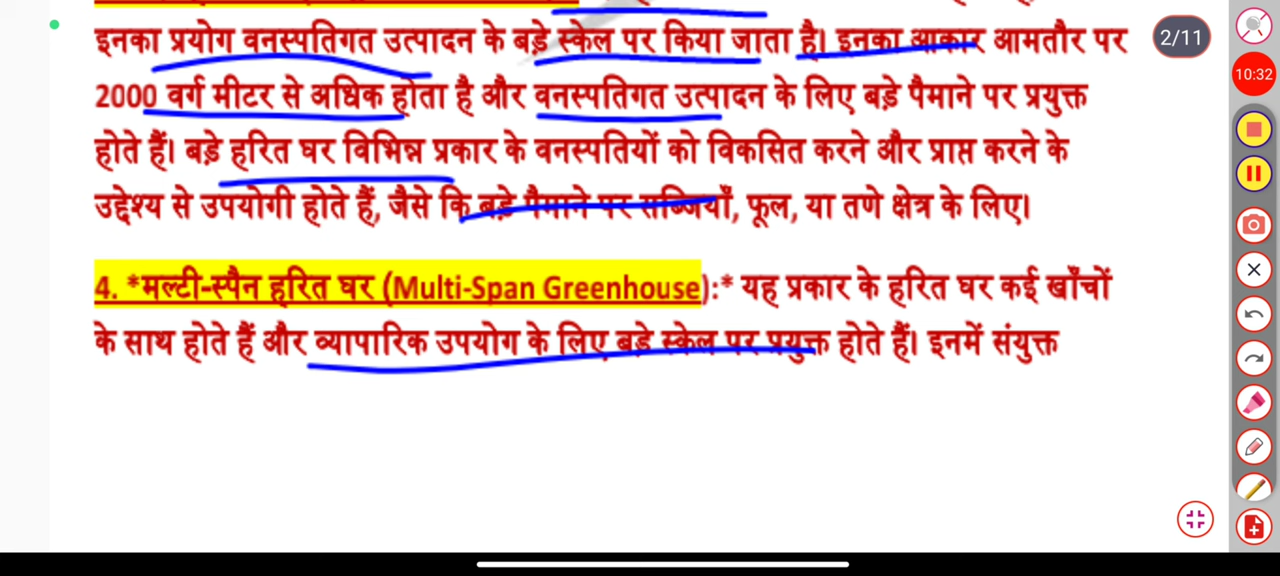 इनका प्रयोग वनस्पतिगत उत्पादन के बड़े स्केल पर किया जाता है। इनका आकार आमतौर पर
2/11
10:32
2000 वर्ग मीटर से अधिक होता है और वनस्पतिगत उत्पादन के लिए बड़े पैमाने पर प्रयुक्त
होते हैं। बड़े हरित घर विभिन्न प्रकार के वनस्पतियों को विकसित करने और प्राप्त करने के
उद्देश्य से उपयोगी होते हैं, जैसे कि बड़े पैमाने पर सब्जियाँ, फूल, या तणे क्षेत्र के लिए।
4. *मल्टी-स्पैन हरित घर (Multi-Span Greenhouse):* यह प्रकार के हरित घर कई खाँचों
के साथ होते हैं और व्यापारिक उपयोग के लिए बड़े स्केल पर प्रयुक्त होते हैं। इनमें संयुक्त